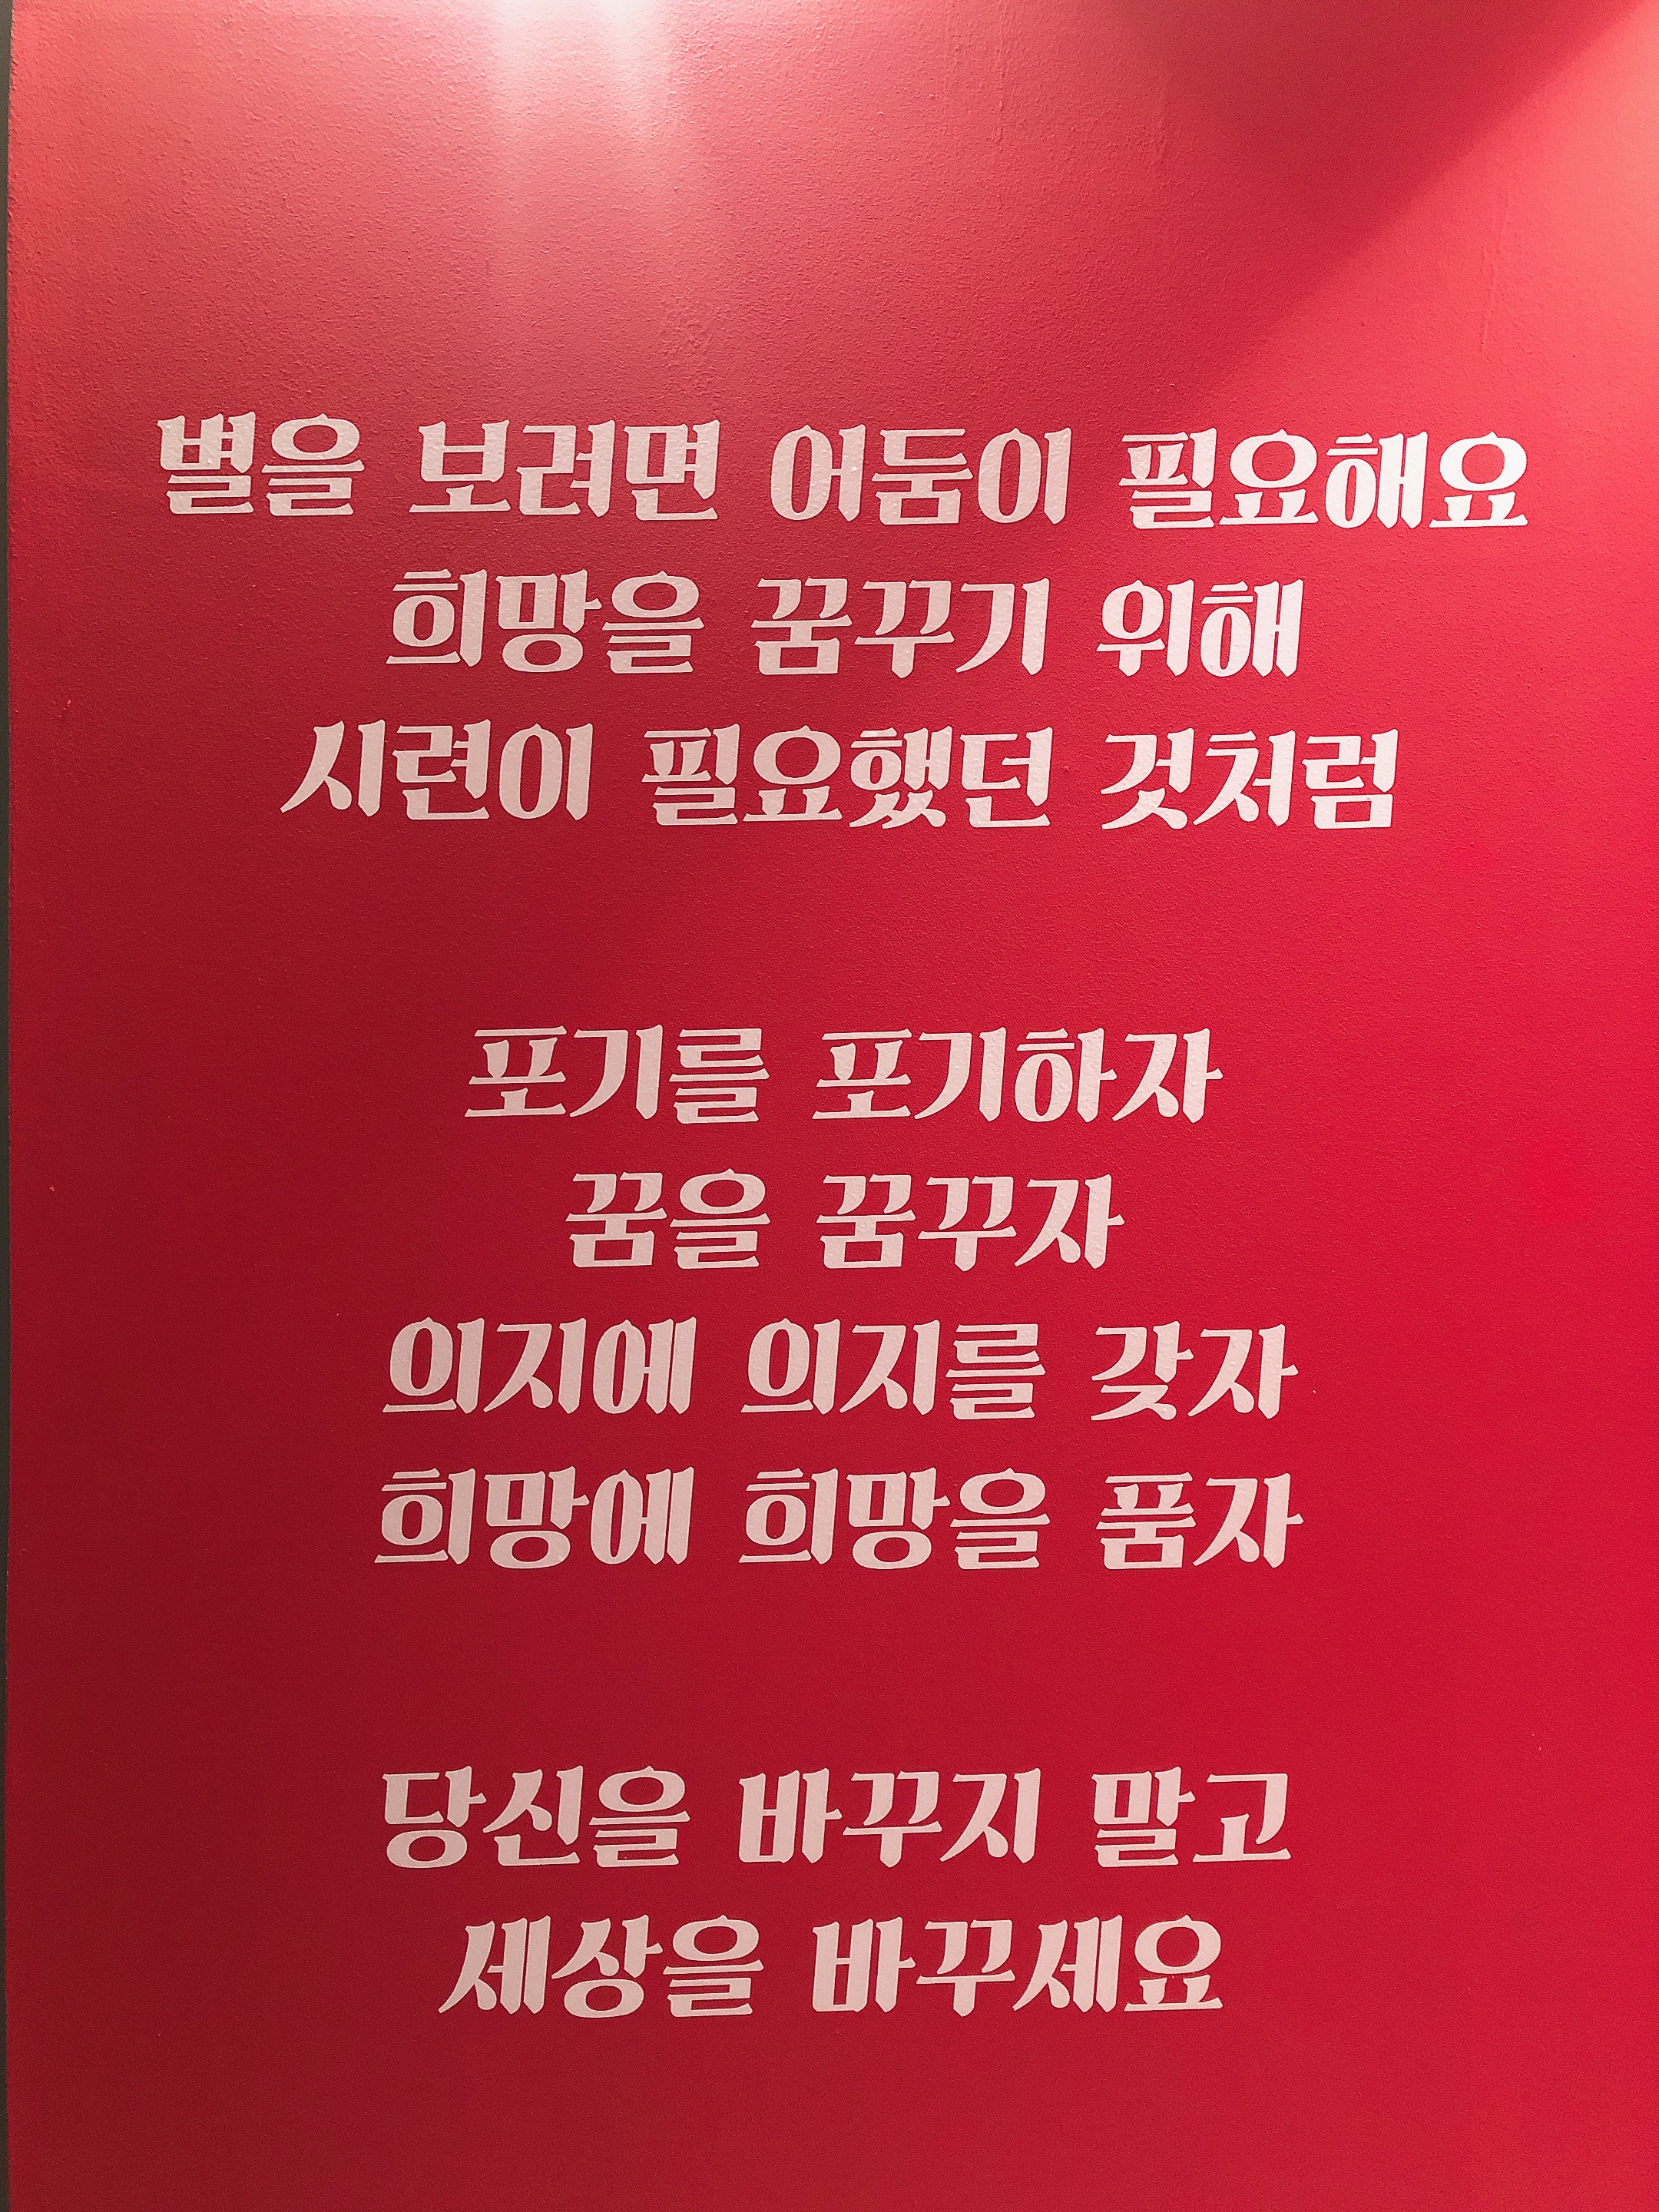 별을 보려면 어둠이 필요해요
희망을 꿈꾸기 위해
시련이 필요했던 것처럼
포기를 포기하자
꿈을 꿈꾸자
의지에 의지를 갖자
희망에 희망을 품자
당신을 바꾸지 말고
세상을 바꾸세요